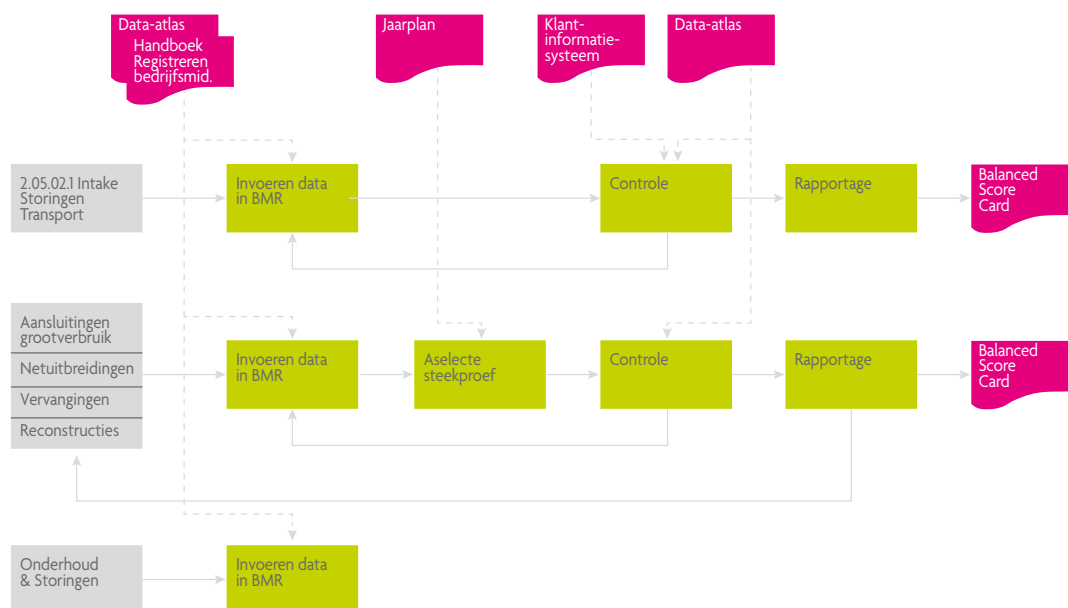 Data-atlas
Handboek
Registreren
bedrijfsmid.
Jaarplan
Klant-
informatie-
systeem
Data-atlas
2.05.02.1 Intake
Storingen
Transport
Invoeren data
in BMR
Controle
Rapportage
Balanced
Score
Card
Aansluitingen
grootverbruik
Netuitbreidingen
Vervangingen
Reconstructies
Invoeren data
in BMR
Aselecte
steekproef
Controle
Rapportage
Balanced
Score
Card
Onderhoud
& Storingen
Invoeren data
in BMR